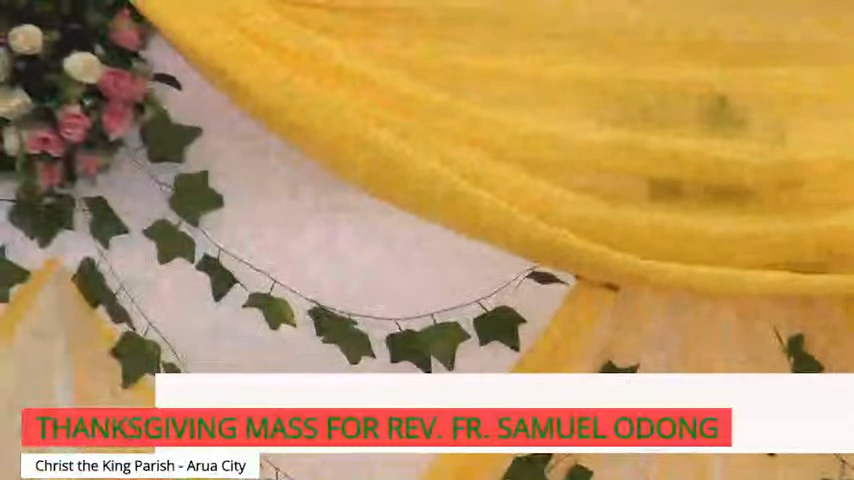 THANKSGIVING MASS FOR REV. FR. SAMUEL ODONG
Christ the King Parish - Arua City